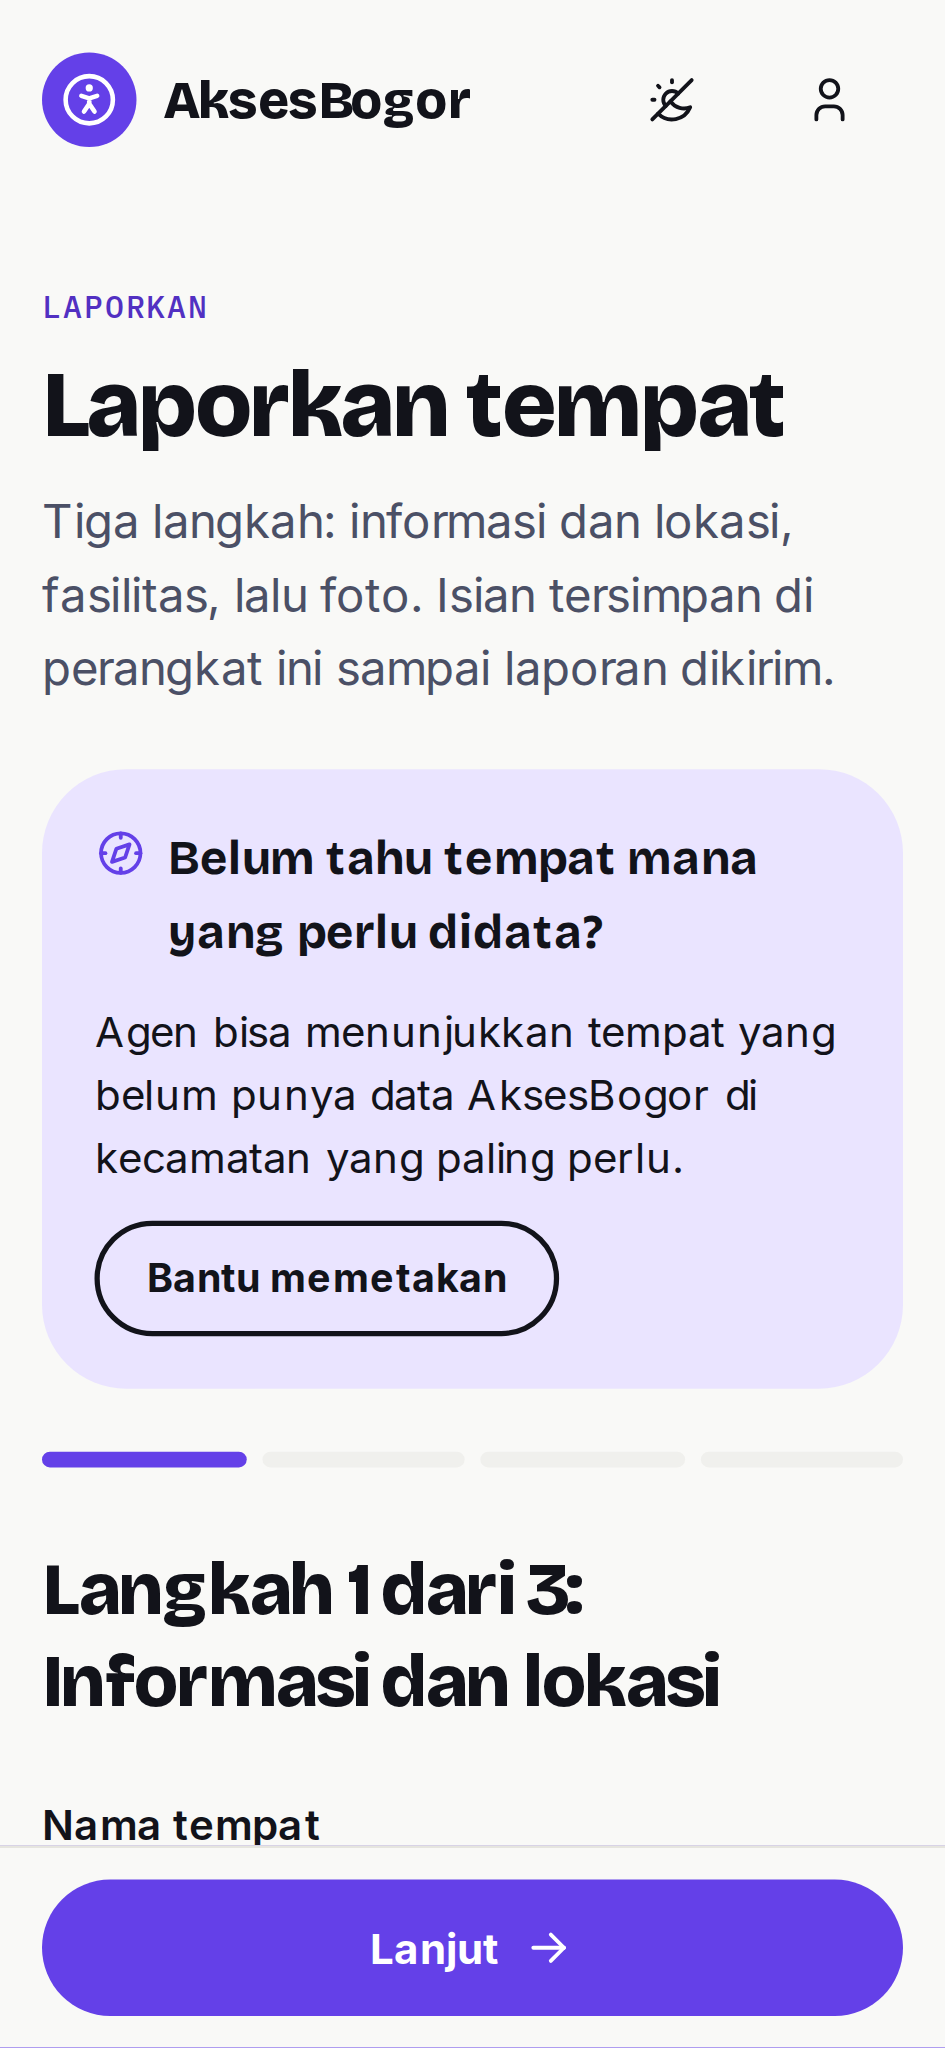 AksesBogor
LAPORKAN
Laporkan tempat
Tiga langkah: informasi dan lokasi,
fasilitas, lalu foto. Isian tersimpan di
perangkat ini sampai laporan dikirim.
Belum tahu tempat mana
yang perlu didata?
Agen bisa menunjukkan tempat yang
belum punya data AksesBogor di
kecamatan yang paling perlu.
Bantu memetakan
Langkah 1 dari 3:
Informasi dan lokasi
Nama tempat
Lanjut